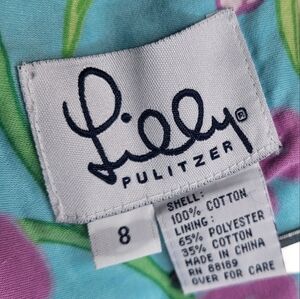 Lilly®
PULITZER
8
SHELL:
100% COTTON
LINING:
65% POLYESTER
35% COTTON
MADE IN CHINA
RN 88189
OVER FOR CARE